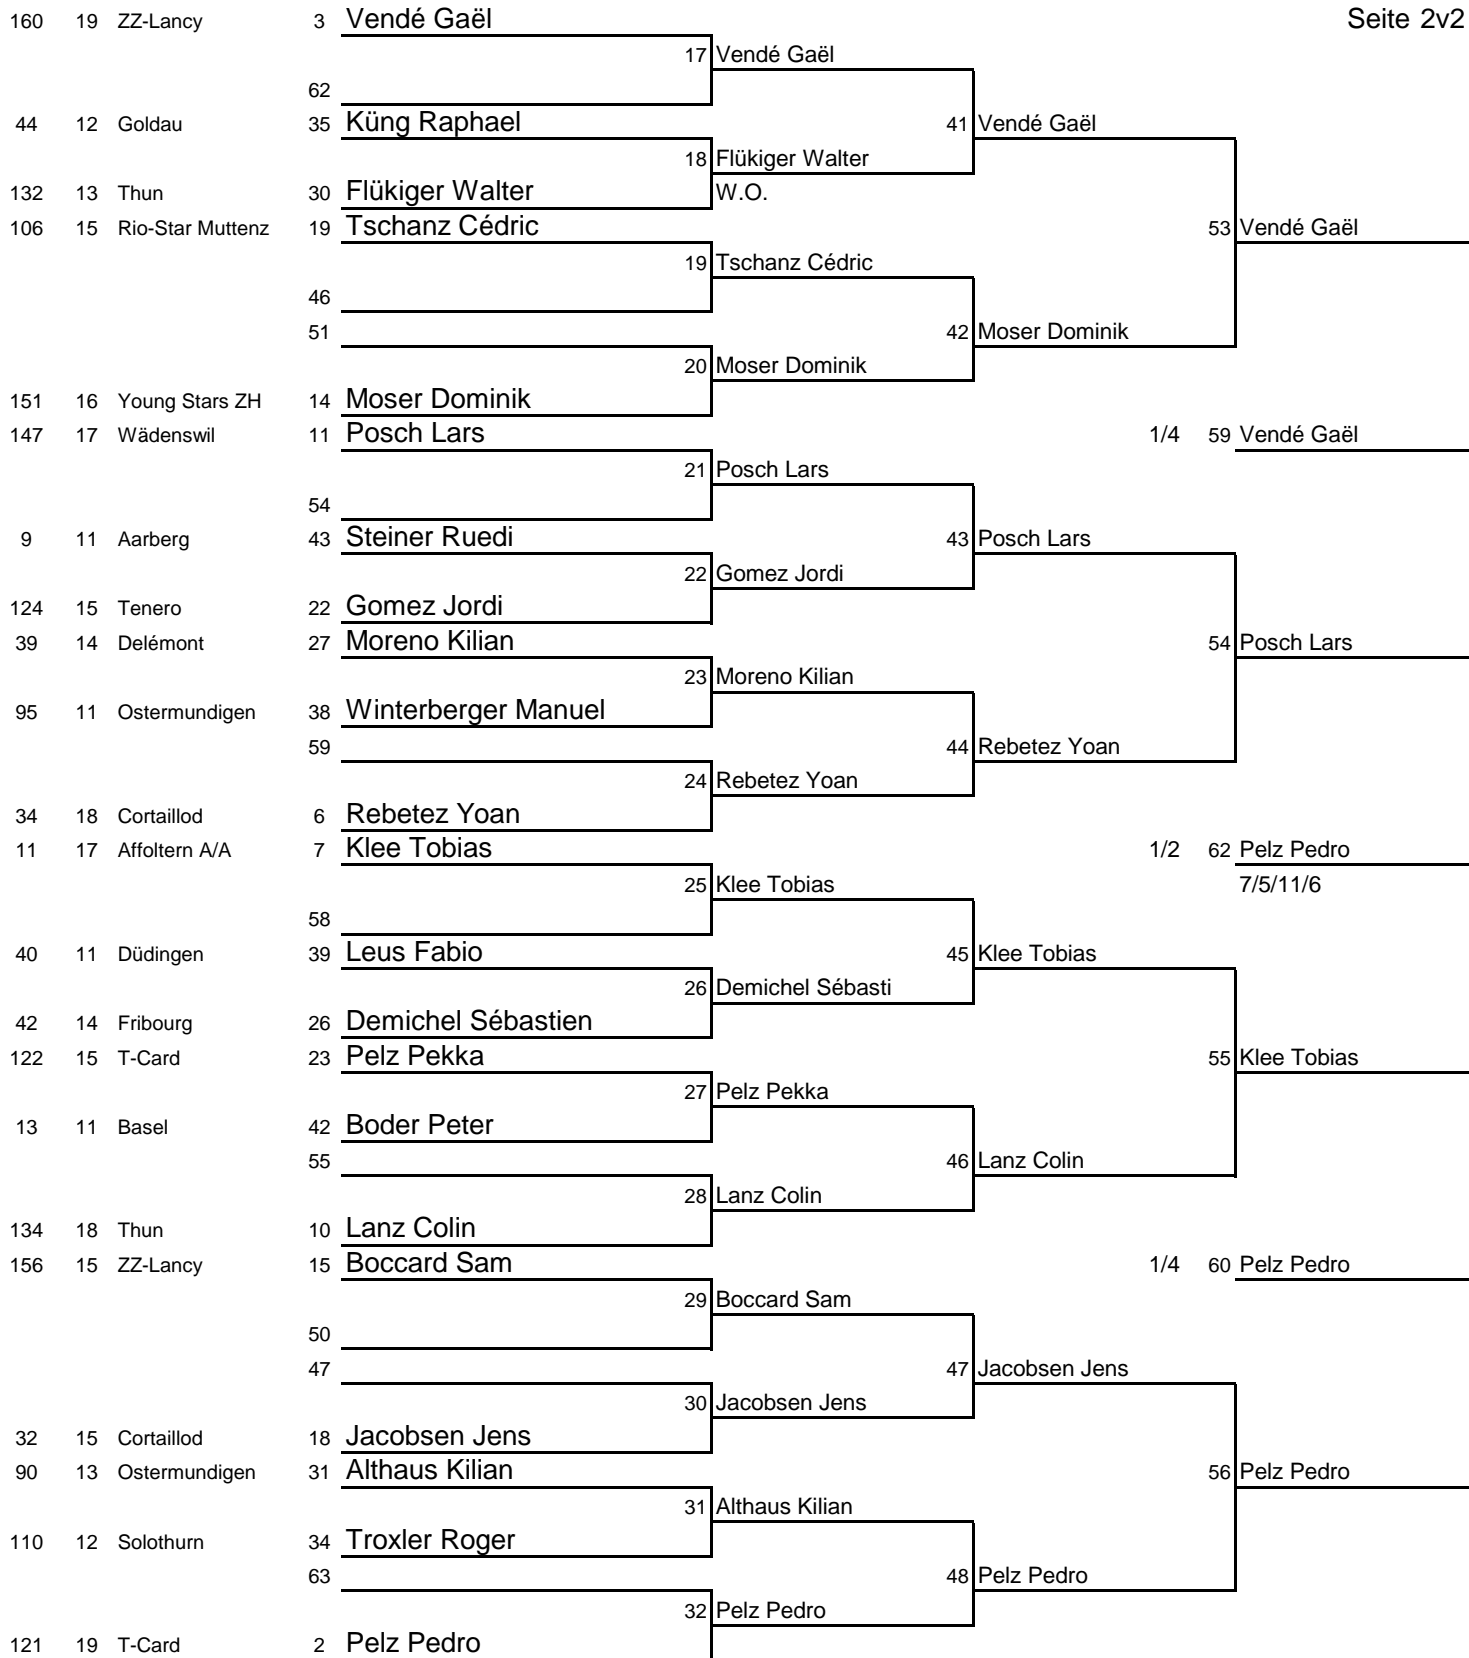 160 19 ZZ-Lancy 3 Vendé Gaël Seite 2v2
17 Vendé Gaël
62
44 12 Goldau 35 Küng Raphael 41 Vendé Gaël
18 Flükiger Walter
132 13 Thun 30 Flükiger Walter W.O.
106 15 Rio-Star Muttenz 19 Tschanz Cédric 53 Vendé Gaël
19 Tschanz Cédric
46
51 42 Moser Dominik
20 Moser Dominik
151 16 Young Stars ZH 14 Moser Dominik
147 17 Wädenswil 11 Posch Lars 1/4 59 Vendé Gaël
21 Posch Lars
54
9 11 Aarberg 43 Steiner Ruedi 43 Posch Lars
22 Gomez Jordi
124 15 Tenero 22 Gomez Jordi
39 14 Delémont 27 Moreno Kilian 54 Posch Lars
23 Moreno Kilian
95 11 Ostermundigen 38 Winterberger Manuel
59 44 Rebetez Yoan
24 Rebetez Yoan
34 18 Cortaillod 6 Rebetez Yoan
11 17 Affoltern A/A 7 Klee Tobias 1/2 62 Pelz Pedro
25 Klee Tobias 7/5/11/6
58
40 11 Düdingen 39 Leus Fabio 45 Klee Tobias
26 Demichel Sébasti
42 14 Fribourg 26 Demichel Sébastien
122 15 T-Card 23 Pelz Pekka 55 Klee Tobias
27 Pelz Pekka
13 11 Basel 42 Boder Peter
55 46 Lanz Colin
28 Lanz Colin
134 18 Thun 10 Lanz Colin
156 15 ZZ-Lancy 15 Boccard Sam 1/4 60 Pelz Pedro
29 Boccard Sam
50
47 47 Jacobsen Jens
30 Jacobsen Jens
32 15 Cortaillod 18 Jacobsen Jens
90 13 Ostermundigen 31 Althaus Kilian 56 Pelz Pedro
31 Althaus Kilian
110 12 Solothurn 34 Troxler Roger
63 48 Pelz Pedro
32 Pelz Pedro
121 19 T-Card 2 Pelz Pedro